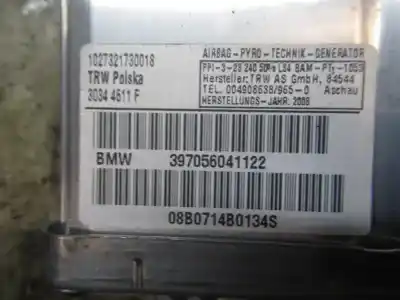 1027321730018
TRW Polska
3034 4511 F
AIRBAG-PYRO-TECHNIK-GENERATOR
Hersteller:TRW AS GmbH, 84544
TEL. 004908638/965-0 Aschau
HERSTELLUNGS-JAHR. 2008
BMW 397056041122
08B0714B0134S